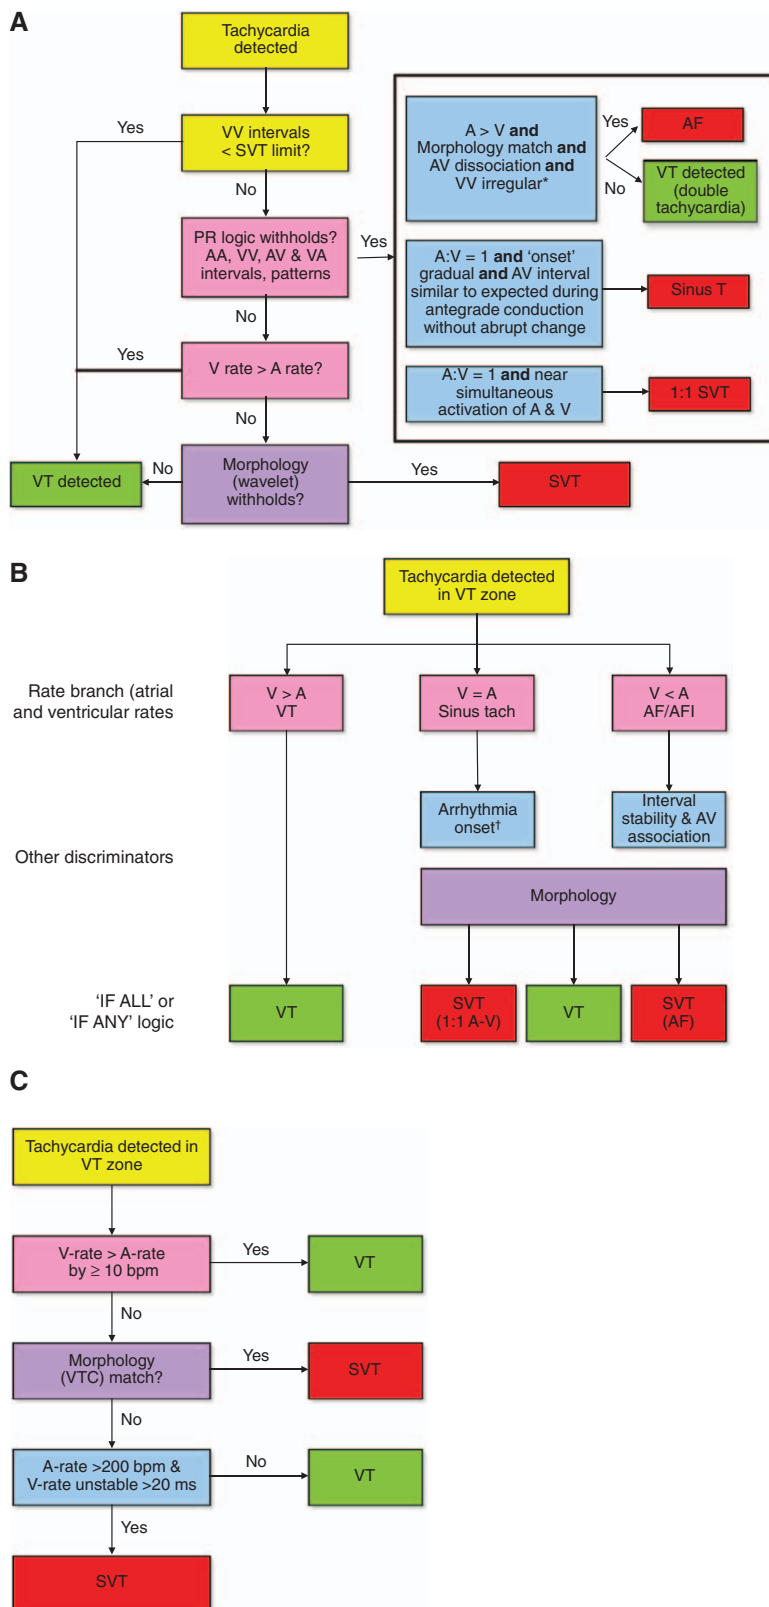 A
Tachycardia
detected
Yes
VV intervals
< SVT limit?
No
PR logic withholds?
AA, VV, AV & VA
intervals, patterns
Yes
No
Yes
V rate > A rate?
No
No
VT detected
Morphology
(wavelet)
withholds?
Yes
SVT
A > V and
Morphology match and
AV dissociation and
VV irregular*
Yes
AF
No
VT detected
(double
tachycardia)
A:V = 1 and 'onset'
gradual and AV interval
similar to expected during
antegrade conduction
without abrupt change
Sinus T
A:V = 1 and near
simultaneous
activation of A & V
1:1 SVT
B
Tachycardia detected
in VT zone
Rate branch (atrial
and ventricular rates
V > A
VT
V = A
Sinus tach
V < A
AF/AFl
Other discriminators
Arrhythmia
onset†
Interval
stability & AV
association
Morphology
'IF ALL' or
'IF ANY' logic
VT
SVT
(1:1 A-V)
VT
SVT
(AF)
C
Tachycardia detected in
VT zone
V-rate > A-rate
by ≥ 10 bpm
Yes
VT
No
Morphology
(VTC) match?
Yes
SVT
No
A-rate >200 bpm &
V-rate unstable >20 ms
No
VT
Yes
SVT